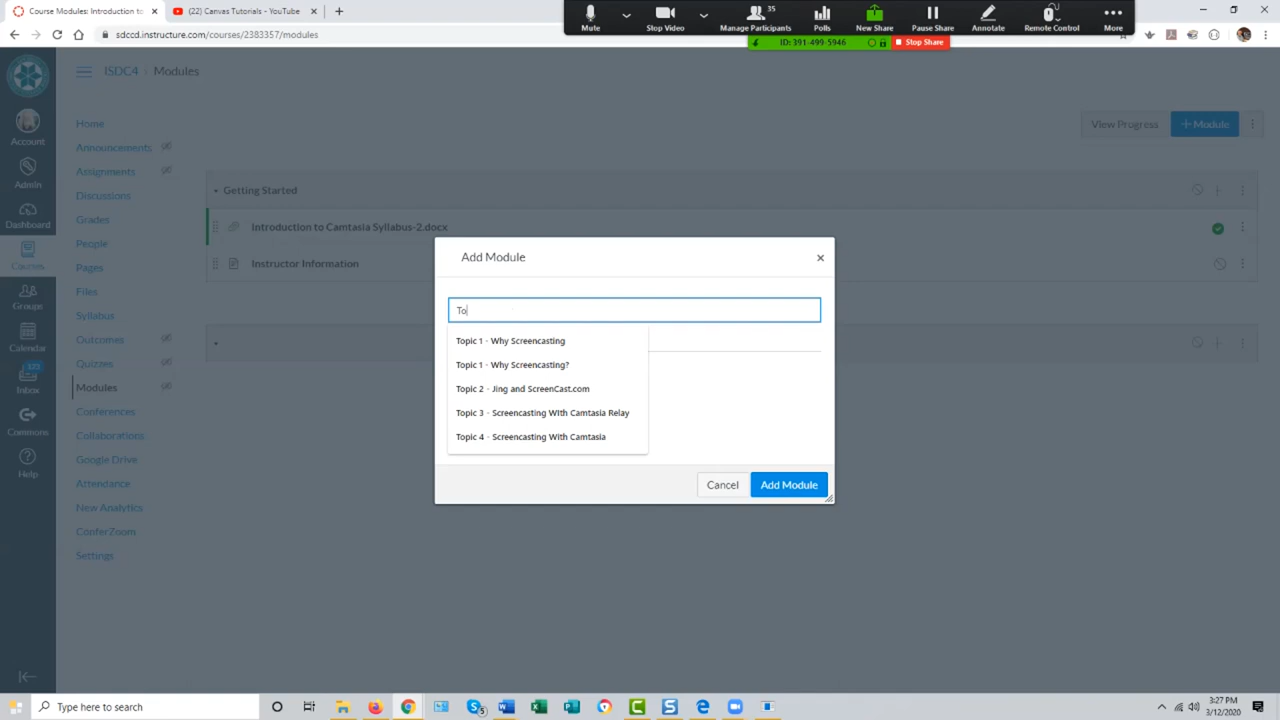 Course Modules: Introduction to
(22) Canvas Tutorials - YouTube
sdccd.instructure.com/courses/2383357/modules
Mute
Stop Video
Manage Participants
35
Polls
New Share
Pause Share
Annotate
Remote Control
More
ID: 391-499-5946
Stop Share
Account
Admin
Dashboard
Courses
Groups
Calendar
Inbox
Commons
Help
ISDC4
Modules
Home
Announcements
Assignments
Discussions
Grades
People
Pages
Files
Syllabus
Outcomes
Quizzes
Modules
Conferences
Collaborations
Google Drive
Attendance
New Analytics
ConferZoom
Settings
View Progress
+ Module
Getting Started
Introduction to Camtasia Syllabus-2.docx
Instructor Information
Add Module
To
Topic 1 - Why Screencasting
Topic 1 - Why Screencasting?
Topic 2 - Jing and ScreenCast.com
Topic 3 - Screencasting WIth Camtasia Relay
Topic 4 - Screencasting With Camtasia
Cancel
Add Module
Type here to search
3:27 PM
3/12/2020